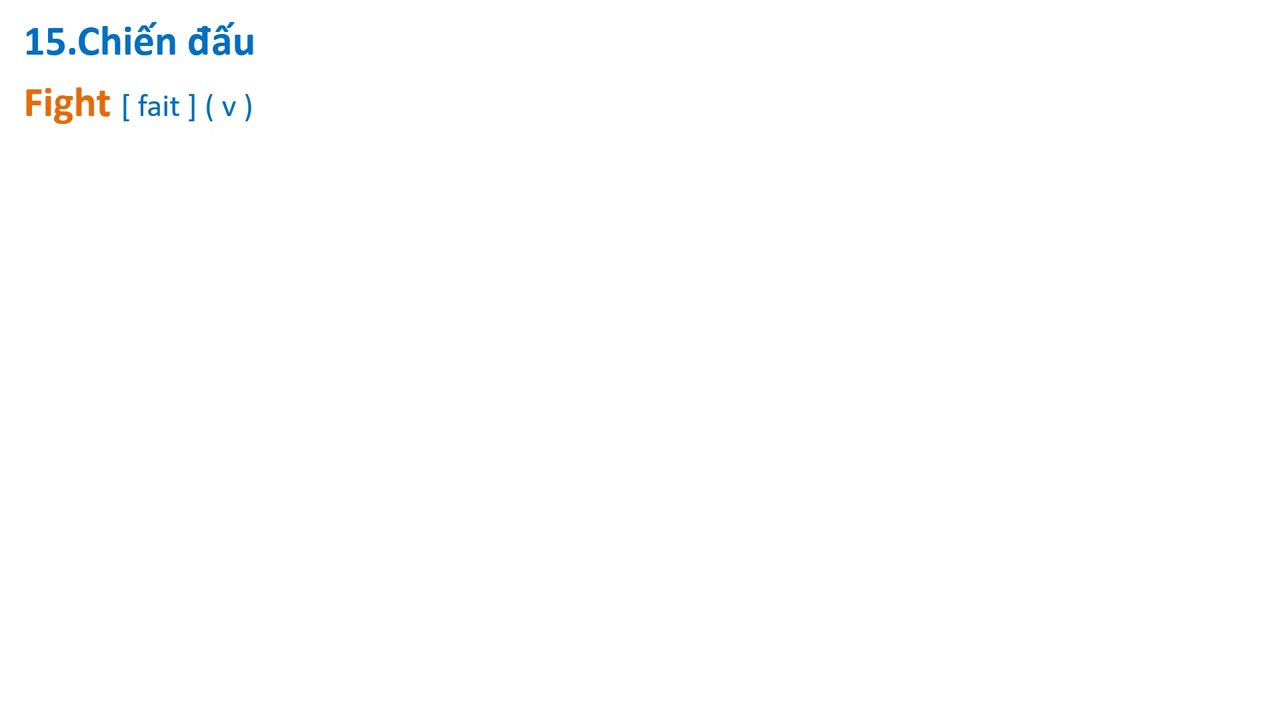 15.Chiến đấu
Fight [ fait ] ( v )